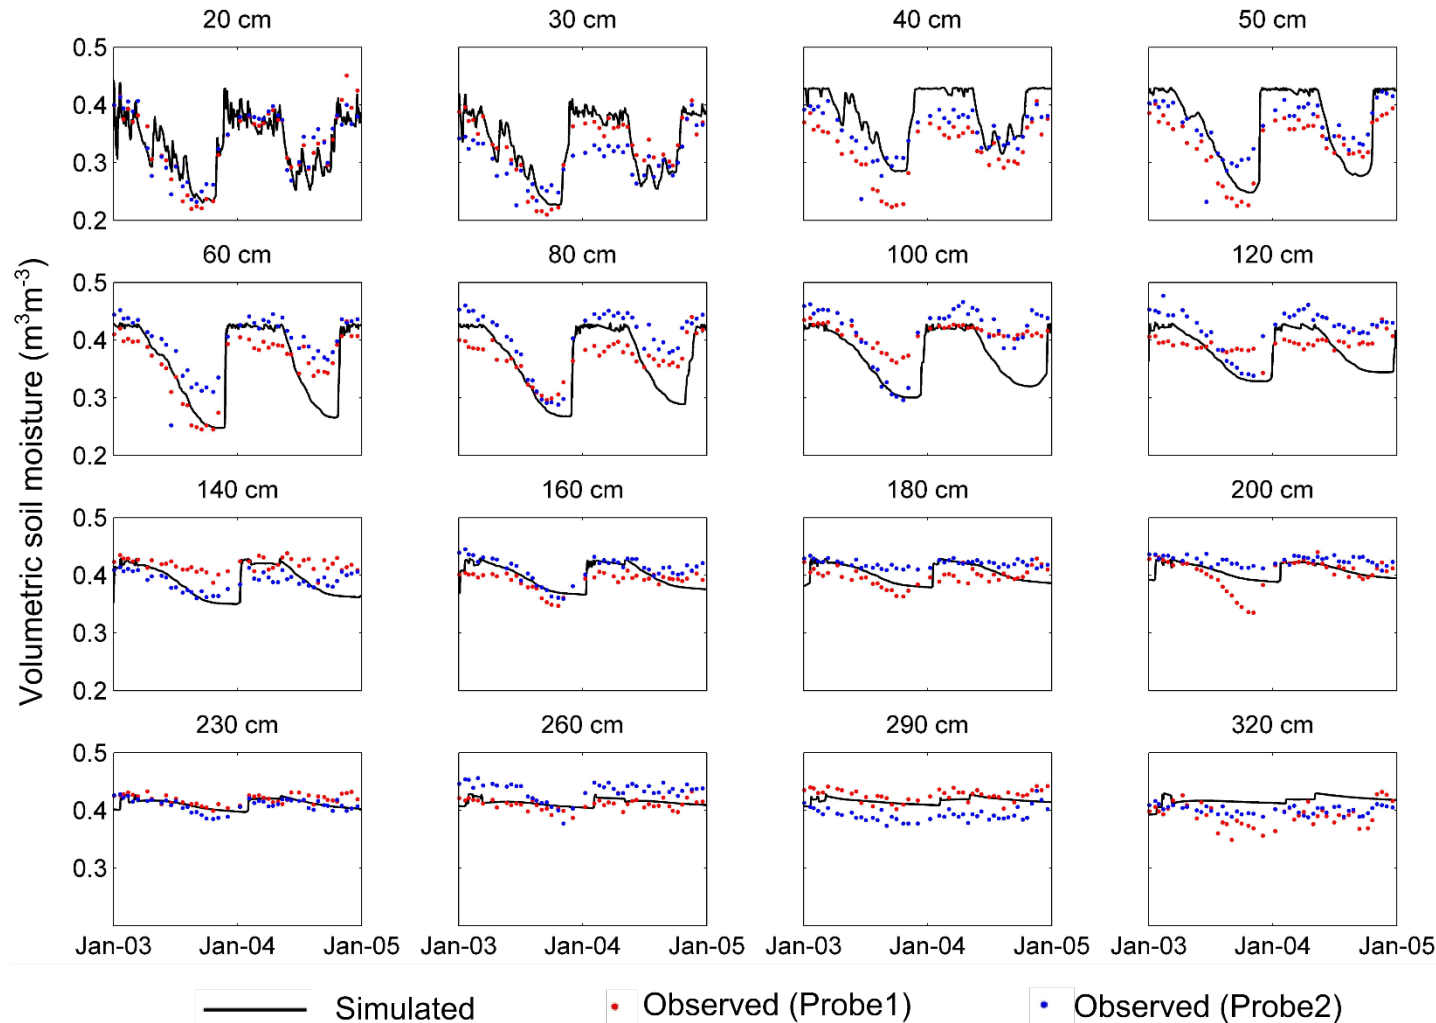 20 cm 30 cm 40 cm 50 cm
0.5
0.4
0.3
0.2
60 cm 80 cm 100 cm 120 cm
0.5
0.4
0.3
0.2
Volumetric soil moisture (m³m⁻³)
140 cm 160 cm 180 cm 200 cm
0.5
0.4
0.3
0.2
230 cm 260 cm 290 cm 320 cm
0.5
0.4
0.3
Jan-03 Jan-04 Jan-05 Jan-03 Jan-04 Jan-05 Jan-03 Jan-04 Jan-05 Jan-03 Jan-04 Jan-05
Simulated Observed (Probe1) Observed (Probe2)